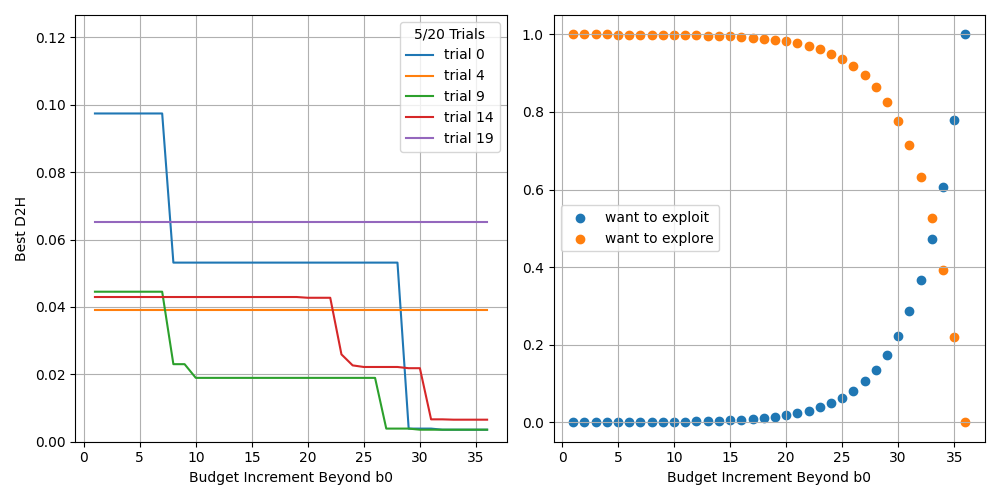 5/20 Trials
trial 0
trial 4
trial 9
trial 14
trial 19
0.12
0.10
0.08
0.06
0.04
0.02
0.00
Best D2H
0 5 10 15 20 25 30 35
Budget Increment Beyond b0
want to exploit
want to explore
1.0
0.8
0.6
0.4
0.2
0.0
0 5 10 15 20 25 30 35
Budget Increment Beyond b0